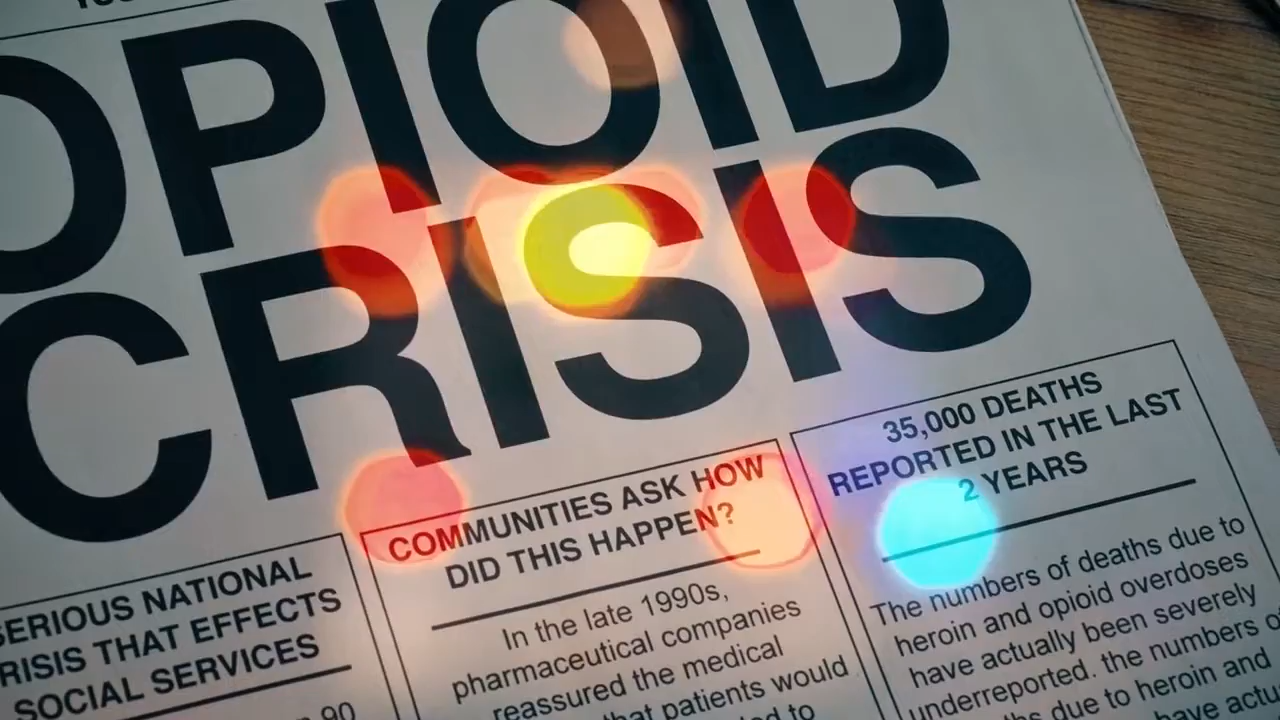 OPIOID
CRISIS
SERIOUS NATIONAL
CRISIS THAT EFFECTS
SOCIAL SERVICES
90
COMMUNITIES ASK HOW
DID THIS HAPPEN?
In the late 1990s,
pharmaceutical companies
reassured the medical
that patients would
to
35,000 DEATHS
REPORTED IN THE LAST
2 YEARS
The numbers of deaths due to
heroin and opioid overdoses
have actually been severely
underreported. the numbers of
due to heroin and
have